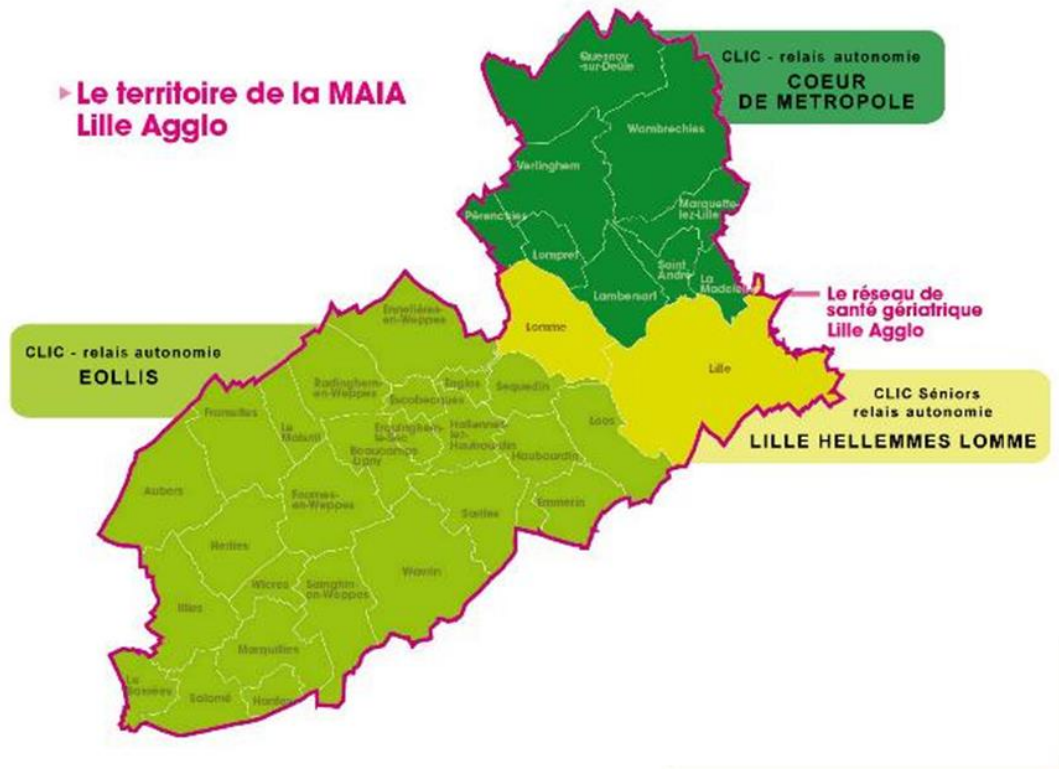 Le territoire de la MAIA
Lille Agglo
CLIC - relais autonomie
COEUR
DE METROPOLE
Quesnoy
-sur-Deûle
Wambrechies
Verlinghem
Pérenchies
Marquette-
lez-Lille
Lompret
Saint
André
La
Madeleine
Lambersart
Le réseau de
santé gériatrique
Lille Agglo
Lomme
Lille
CLIC - relais autonomie
EOLLIS
CLIC Séniors
relais autonomie
LILLE HELLEMMES LOMME
Ennetières-
en-Weppes
Radinghem-
en-Weppes
Englos
Sequedin
Escobecques
Fromelles
Le
Maisnil
Erquinghem-
le-Sec
Hallennes-
lez-
Haubourdin
Loos
Beaucamps
-Ligny
Haubourdin
Aubers
Fournes-
en-Weppes
Emmerin
Santes
Herlies
Wavrin
Wicres
Sainghin-
en-Weppes
Illies
Marquillies
La
Bassée
Salomé
Hantay